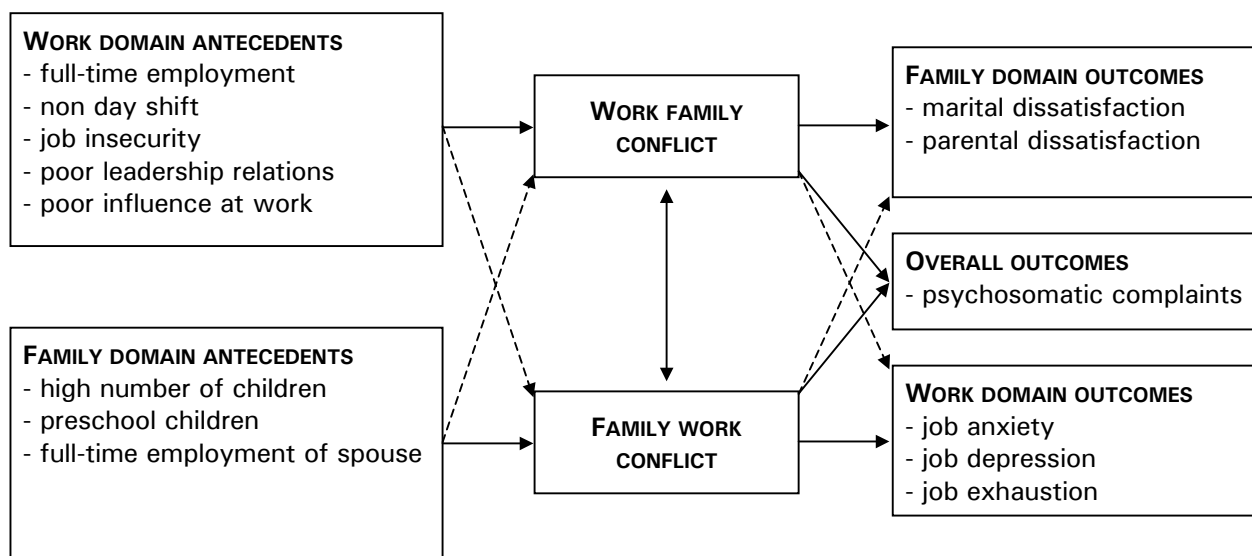 WORK DOMAIN ANTECEDENTS
- full-time employment
- non day shift
- job insecurity
- poor leadership relations
- poor influence at work
FAMILY DOMAIN ANTECEDENTS
- high number of children
- preschool children
- full-time employment of spouse
WORK FAMILY
CONFLICT
FAMILY WORK
CONFLICT
FAMILY DOMAIN OUTCOMES
- marital dissatisfaction
- parental dissatisfaction
OVERALL OUTCOMES
- psychosomatic complaints
WORK DOMAIN OUTCOMES
- job anxiety
- job depression
- job exhaustion